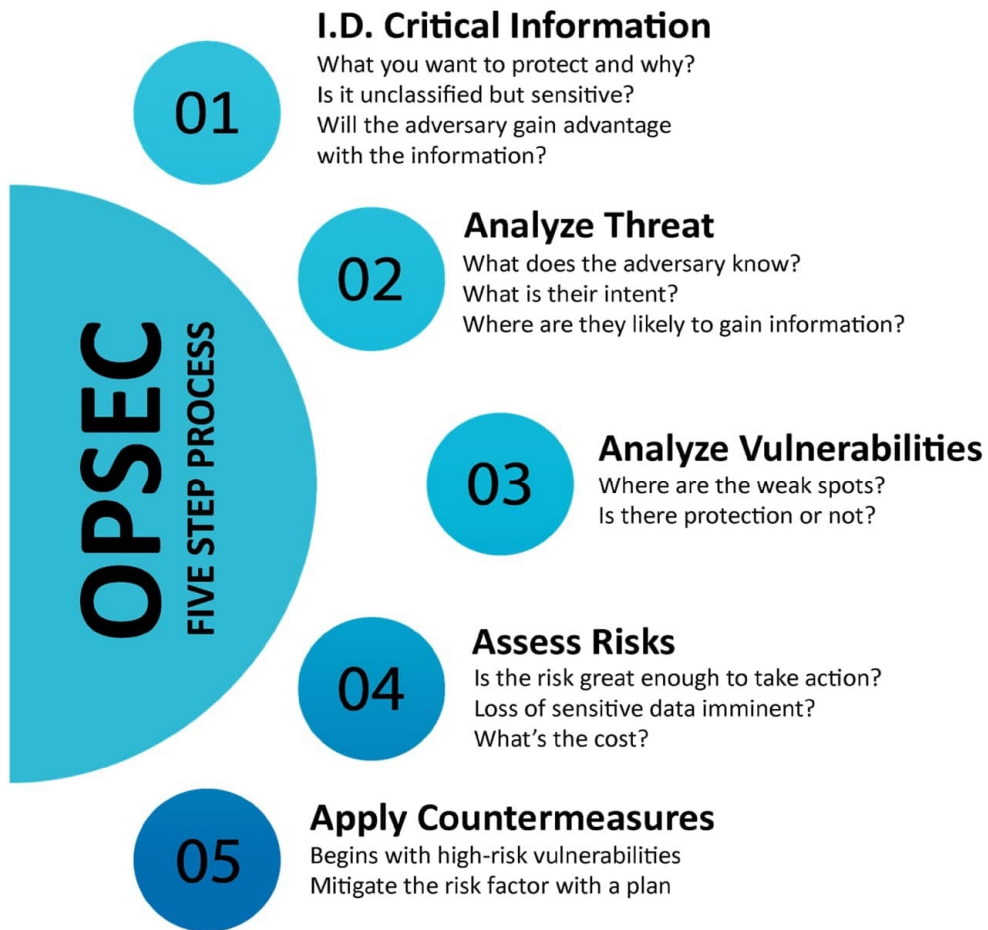 OPSEC
FIVE STEP PROCESS
01
I.D. Critical Information
What you want to protect and why?
Is it unclassified but sensitive?
Will the adversary gain advantage
with the information?
02
Analyze Threat
What does the adversary know?
What is their intent?
Where are they likely to gain information?
03
Analyze Vulnerabilities
Where are the weak spots?
Is there protection or not?
04
Assess Risks
Is the risk great enough to take action?
Loss of sensitive data imminent?
What’s the cost?
05
Apply Countermeasures
Begins with high-risk vulnerabilities
Mitigate the risk factor with a plan